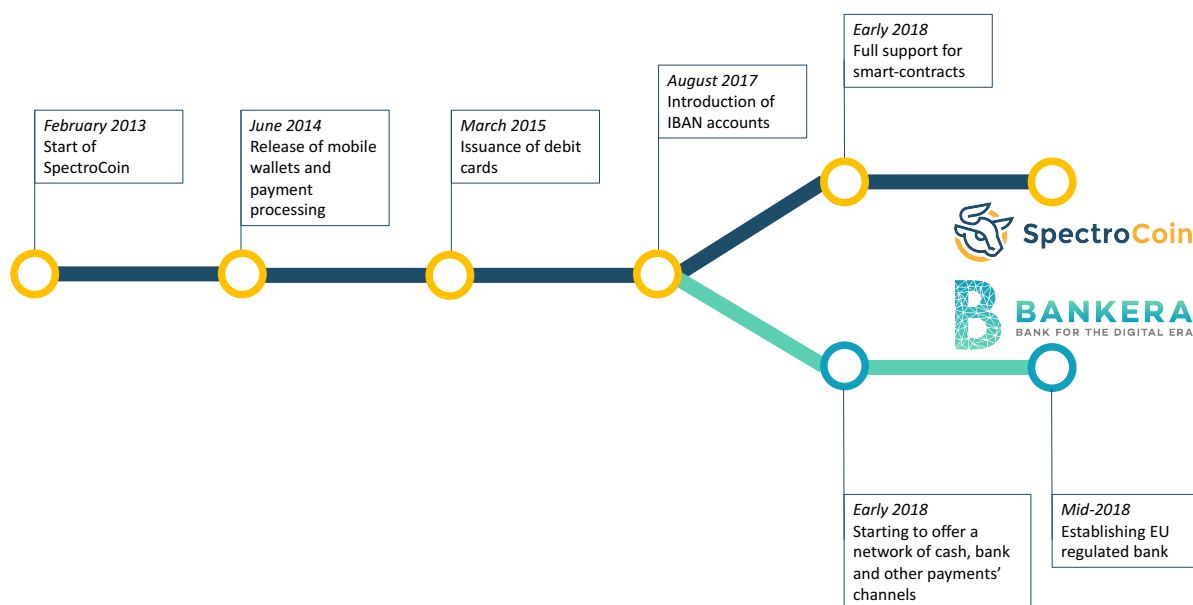 February 2013
Start of
SpectroCoin
June 2014
Release of mobile
wallets and
payment
processing
March 2015
Issuance of debit
cards
August 2017
Introduction of
IBAN accounts
Early 2018
Full support for
smart-contracts
SpectroCoin
BANKERA
BANK FOR THE DIGITAL ERA
Early 2018
Starting to offer a
network of cash, bank
and other payments’
channels
Mid-2018
Establishing EU
regulated bank